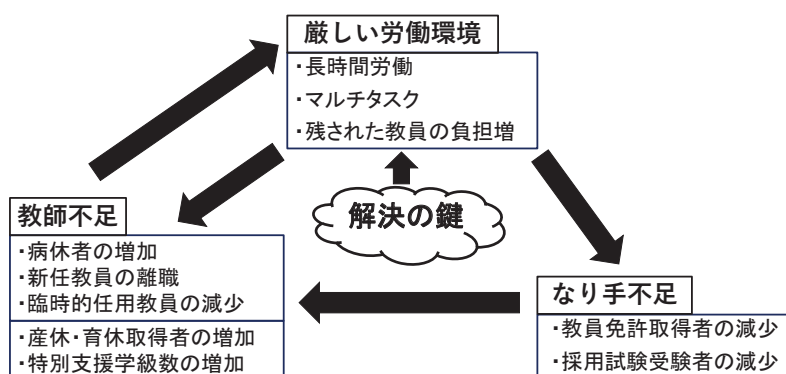 厳しい労働環境
・長時間労働
・マルチタスク
・残された教員の負担増
解決の鍵
教師不足
・病休者の増加
・新任教員の離職
・臨時的任用教員の減少
・産休・育休取得者の増加
・特別支援学級数の増加
なり手不足
・教員免許取得者の減少
・採用試験受験者の減少